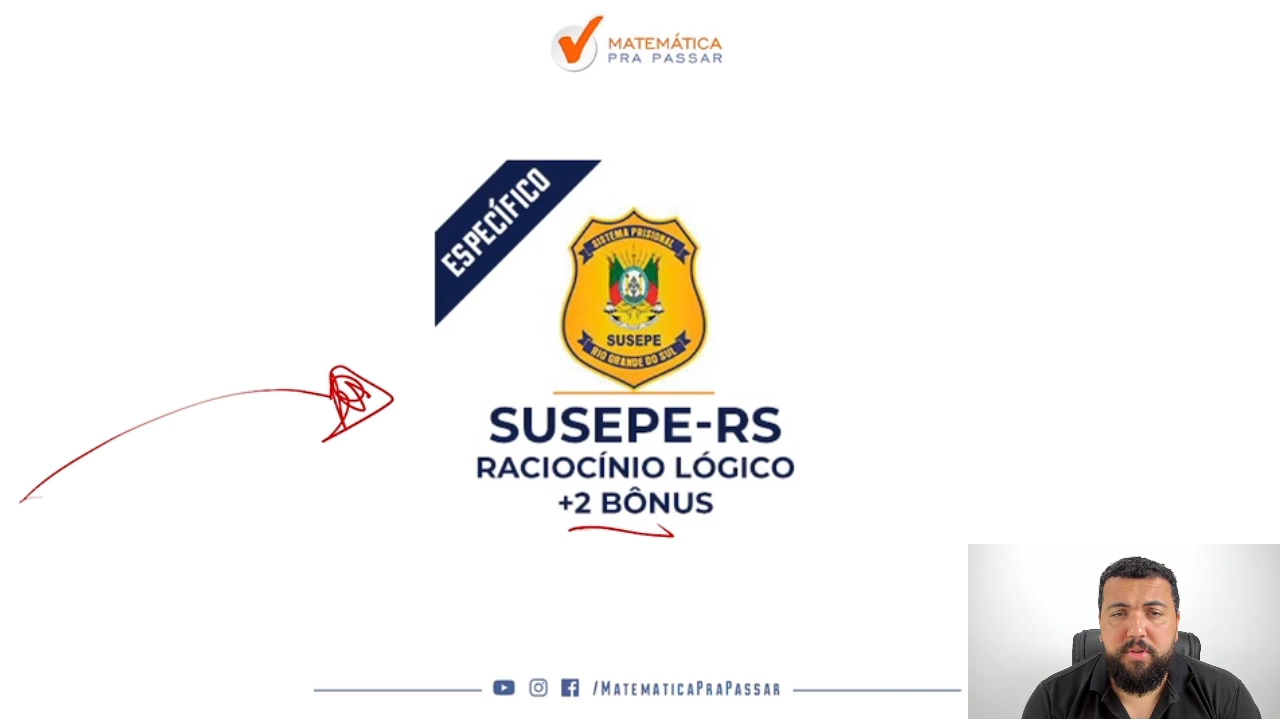 MATEMÁTICA
PRA PASSAR
ESPECÍFICO
SISTEMA PRISIONAL
SUSEPE
RIO GRANDE DO SUL
SUSEPE-RS
RACIOCÍNIO LÓGICO
+2 BÔNUS
/MATEMATICAPRAPASSAR